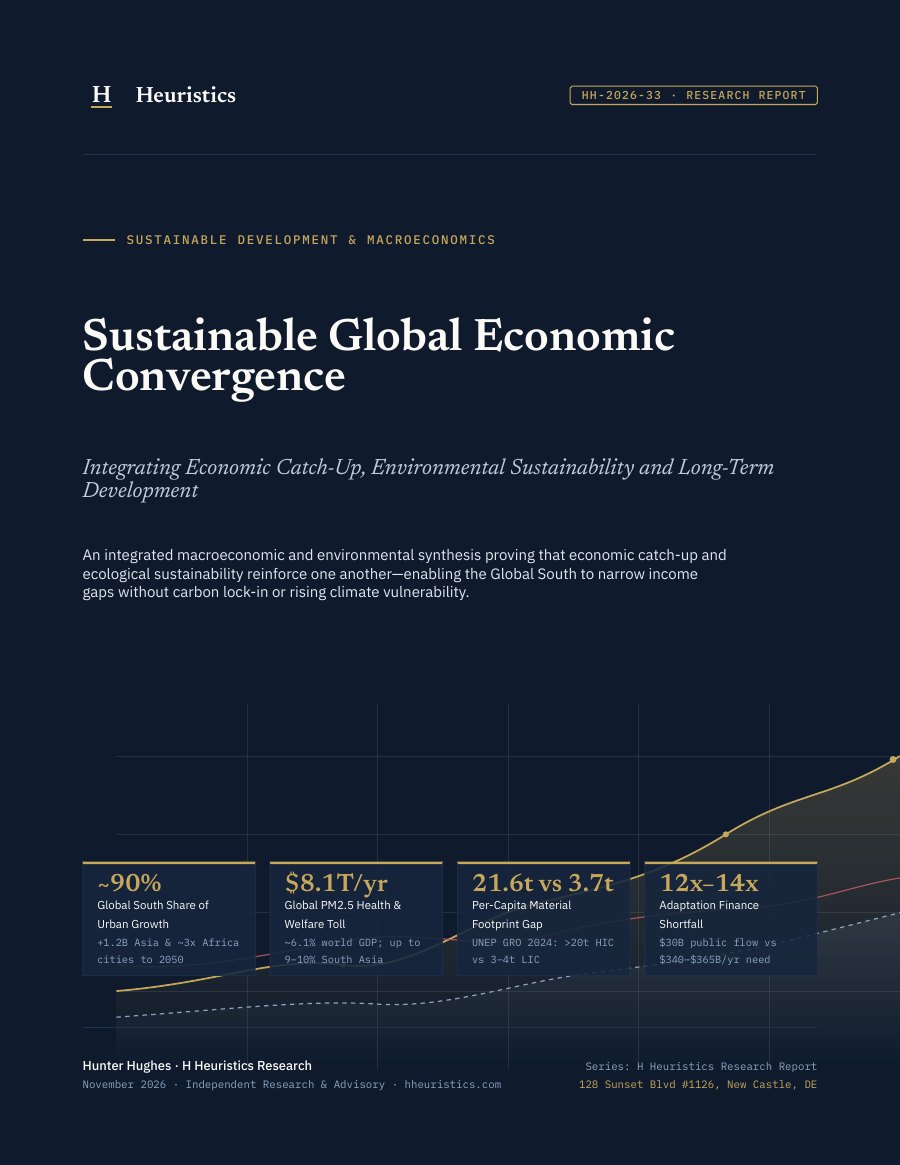 H Heuristics
HH-2026-33 · RESEARCH REPORT
SUSTAINABLE DEVELOPMENT & MACROECONOMICS
Sustainable Global Economic
Convergence
Integrating Economic Catch-Up, Environmental Sustainability and Long-Term
Development
An integrated macroeconomic and environmental synthesis proving that economic catch-up and
ecological sustainability reinforce one another—enabling the Global South to narrow income
gaps without carbon lock-in or rising climate vulnerability.
~90%
Global South Share of
Urban Growth
+1.2B Asia & ~3x Africa
cities to 2050
$8.1T/yr
Global PM2.5 Health &
Welfare Toll
~6.1% world GDP; up to
9–10% South Asia
21.6t vs 3.7t
Per-Capita Material
Footprint Gap
UNEP GRO 2024: >20t HIC
vs 3–4t LIC
12x–14x
Adaptation Finance
Shortfall
$30B public flow vs
$340–$365B/yr need
Hunter Hughes · H Heuristics Research
November 2026 · Independent Research & Advisory · hheuristics.com
Series: H Heuristics Research Report
128 Sunset Blvd #1126, New Castle, DE